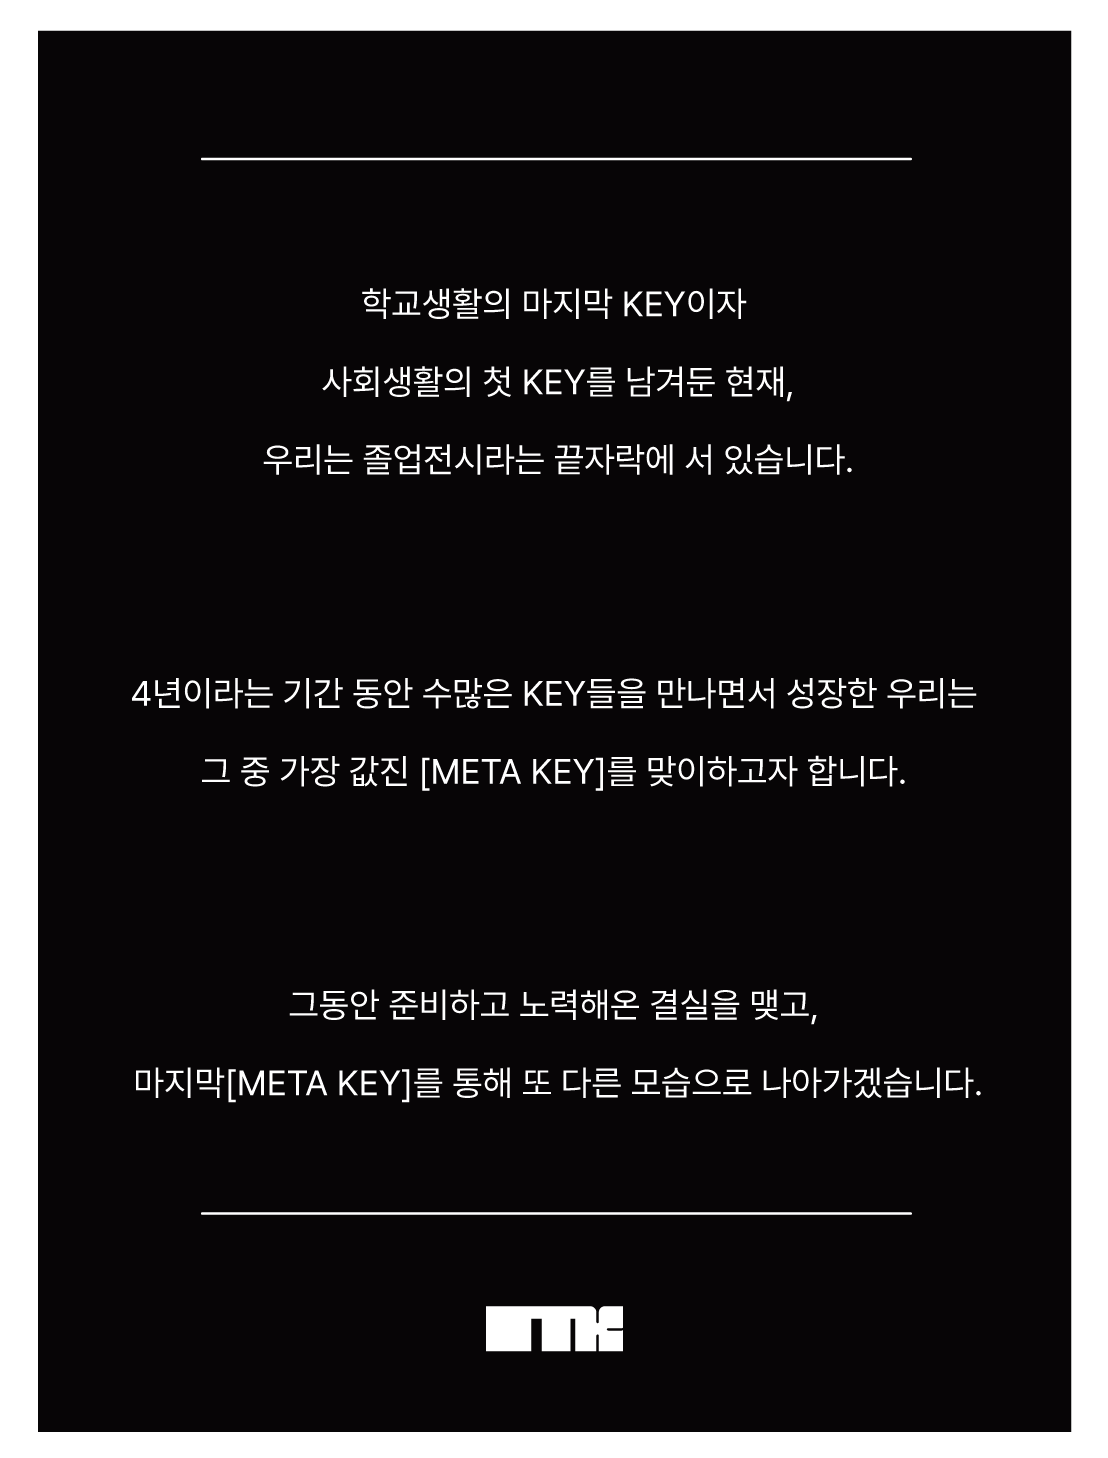 학교생활의 마지막 KEY이자
사회생활의 첫 KEY를 남겨둔 현재,
우리는 졸업전시라는 끝자락에 서 있습니다.
4년이라는 기간 동안 수많은 KEY들을 만나면서 성장한 우리는
그 중 가장 값진 [META KEY]를 맞이하고자 합니다.
그동안 준비하고 노력해온 결실을 맺고,
마지막[META KEY]를 통해 또 다른 모습으로 나아가겠습니다.